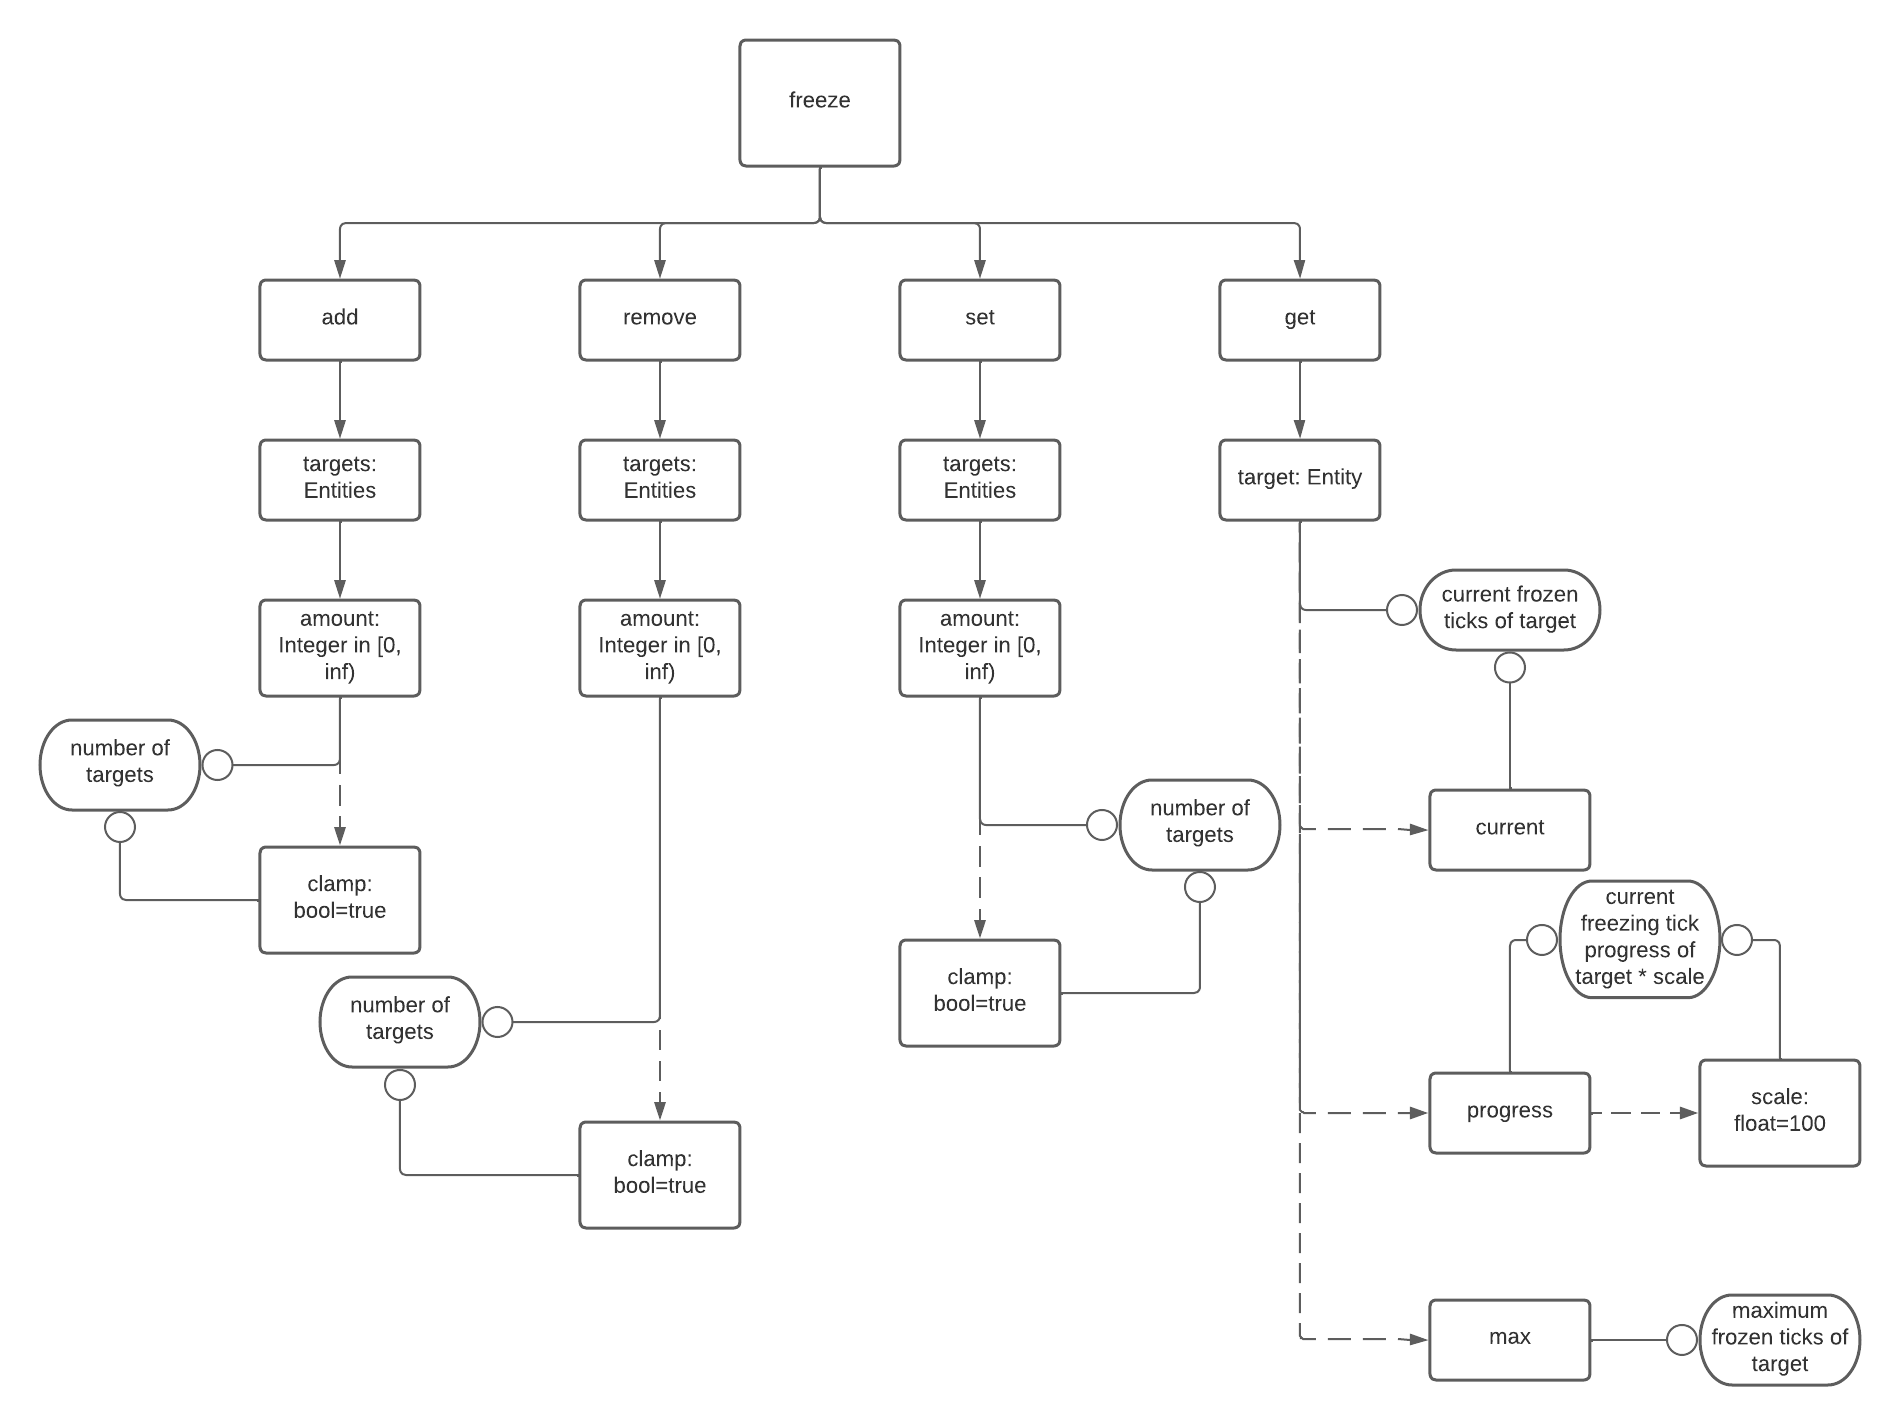 freeze
add
remove
set
get
targets:
Entities
targets:
Entities
targets:
Entities
target: Entity
amount:
Integer in [0,
inf)
amount:
Integer in [0,
inf)
amount:
Integer in [0,
inf)
current frozen
ticks of target
number of
targets
number of
targets
current
clamp:
bool=true
current
freezing tick
progress of
target * scale
clamp:
bool=true
number of
targets
progress
scale:
float=100
clamp:
bool=true
max
maximum
frozen ticks of
target